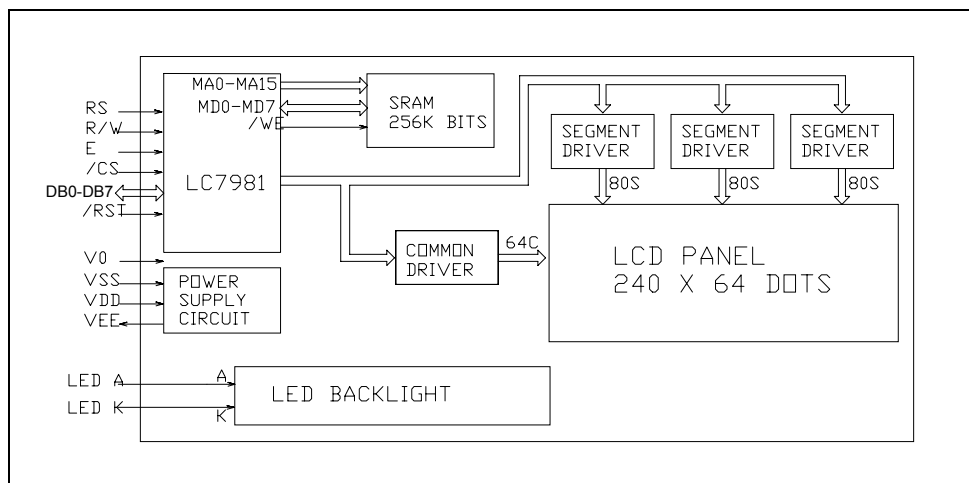 RS
R/W
E
/CS
DB0-DB7
/RST
V0
VSS
VDD
VEE
LED A
LED K
MA0-MA15
MD0-MD7
/WE
LC7981
SRAM
256K BITS
SEGMENT
DRIVER
SEGMENT
DRIVER
SEGMENT
DRIVER
80S
80S
80S
COMMON
DRIVER
64C
LCD PANEL
240 X 64 DOTS
POWER
SUPPLY
CIRCUIT
A
K
LED BACKLIGHT